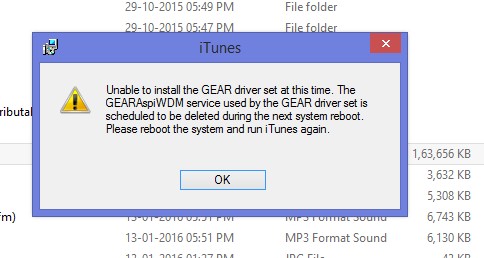 29-10-2015 05:49 PM File folder
29-10-2015 05:47 PM File folder
iTunes
Unable to install the GEAR driver set at this time. The
GEARAspiWDM service used by the GEAR driver set is
scheduled to be deleted during the next system reboot.
Please reboot the system and run iTunes again.
OK
1,63,656 KB
3,632 KB
5,308 KB
fm) 13-01-2016 05:51 PM MP3 Format Sound 6,743 KB
13-01-2016 05:51 PM MP3 Format Sound 6,130 KB